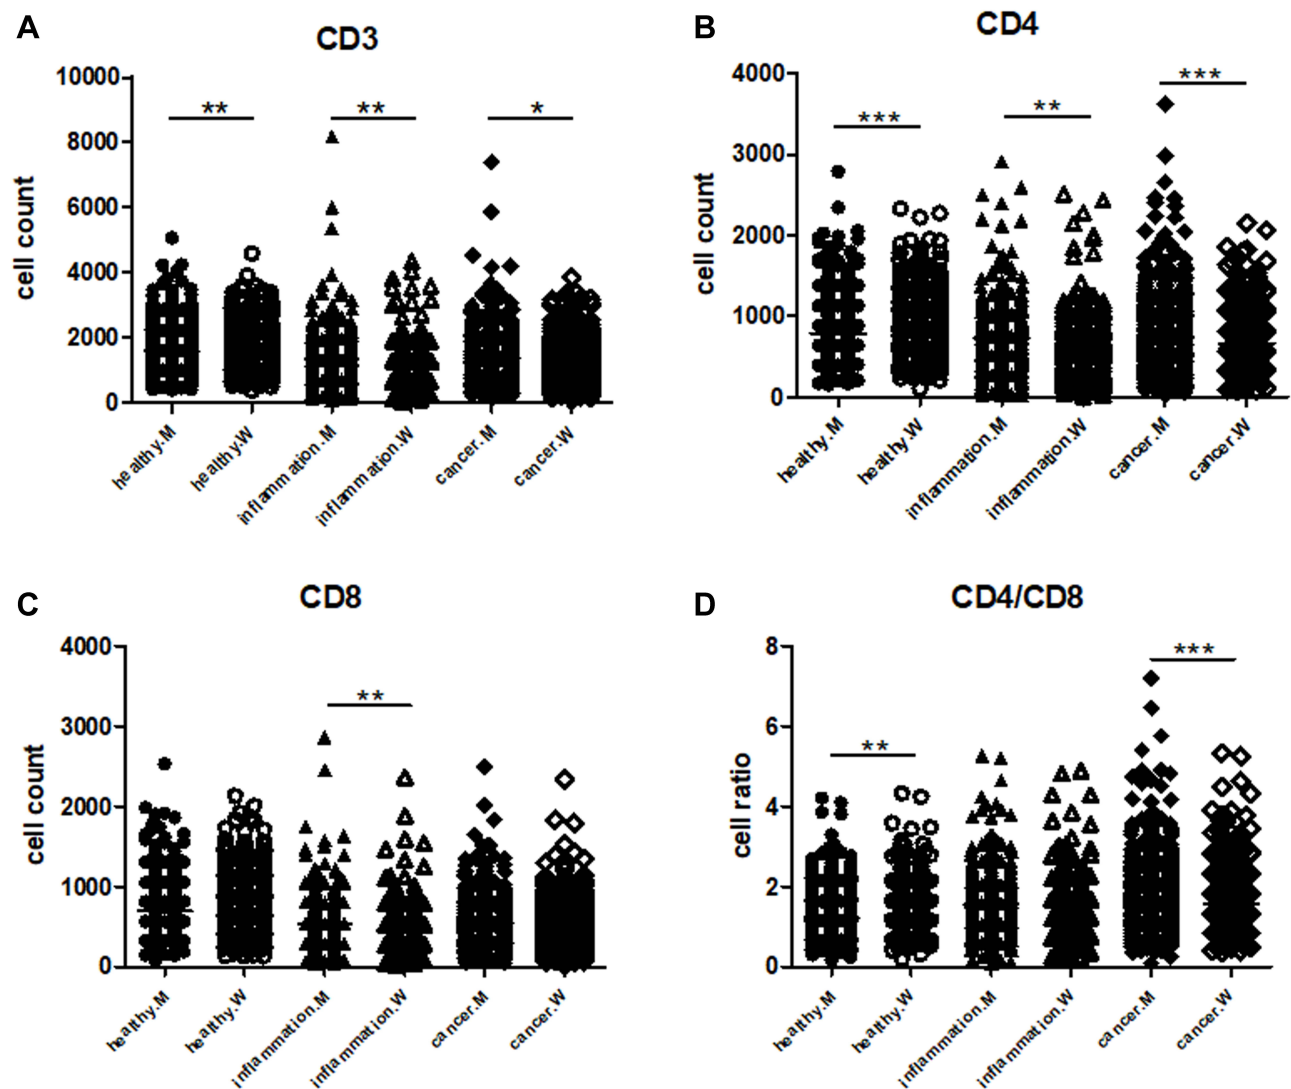 A
CD3
10000
8000
6000
4000
2000
0
cell count
**
**
*
healthy.M
healthy.W
inflammation.M
inflammation.W
cancer.M
cancer.W
B
CD4
4000
3000
2000
1000
0
cell count
***
**
***
healthy.M
healthy.W
inflammation.M
inflammation.W
cancer.M
cancer.W
C
CD8
4000
3000
2000
1000
0
cell count
**
healthy.M
healthy.W
inflammation.M
inflammation.W
cancer.M
cancer.W
D
CD4/CD8
8
6
4
2
0
cell ratio
**
***
healthy.M
healthy.W
inflammation.M
inflammation.W
cancer.M
cancer.W